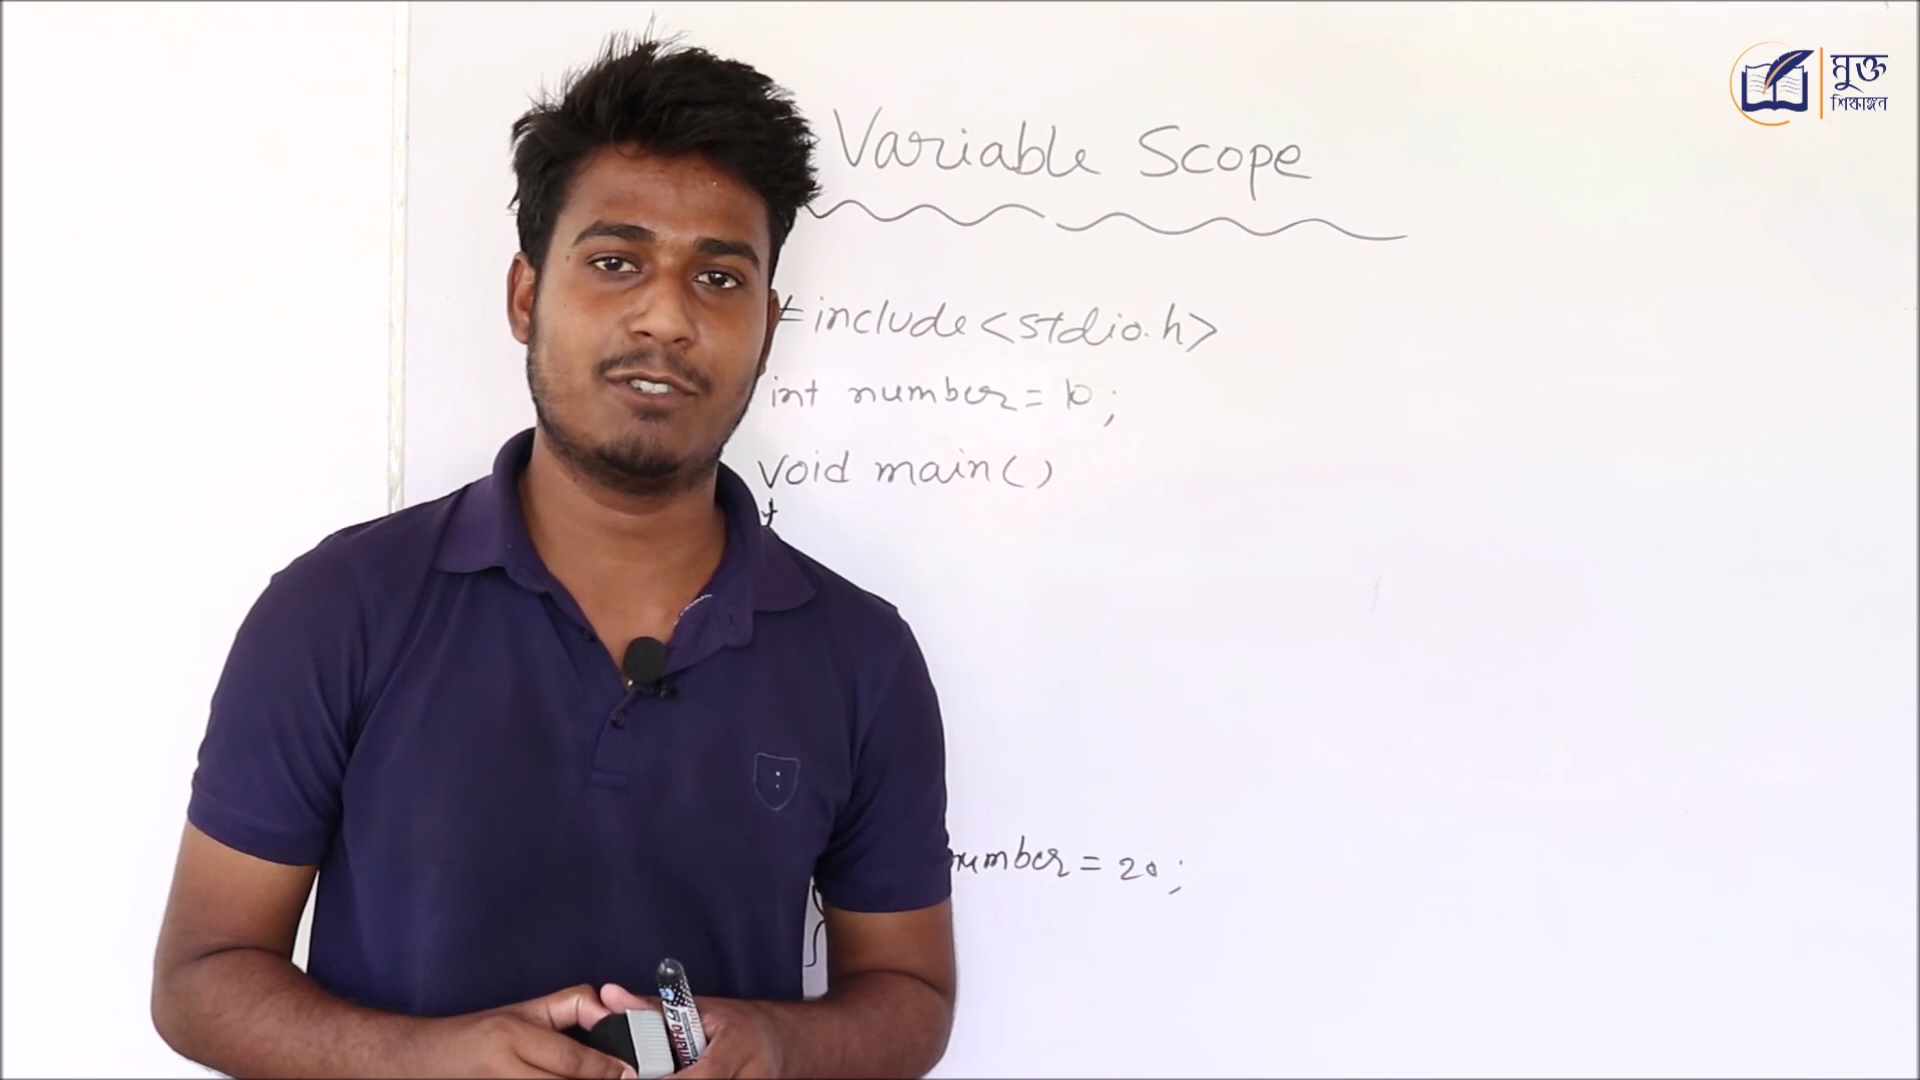 মুক্ত
শিক্ষাঙ্গন
Variable Scope
#include<stdio.h>
int number = 10;
void main()
{
number = 20;